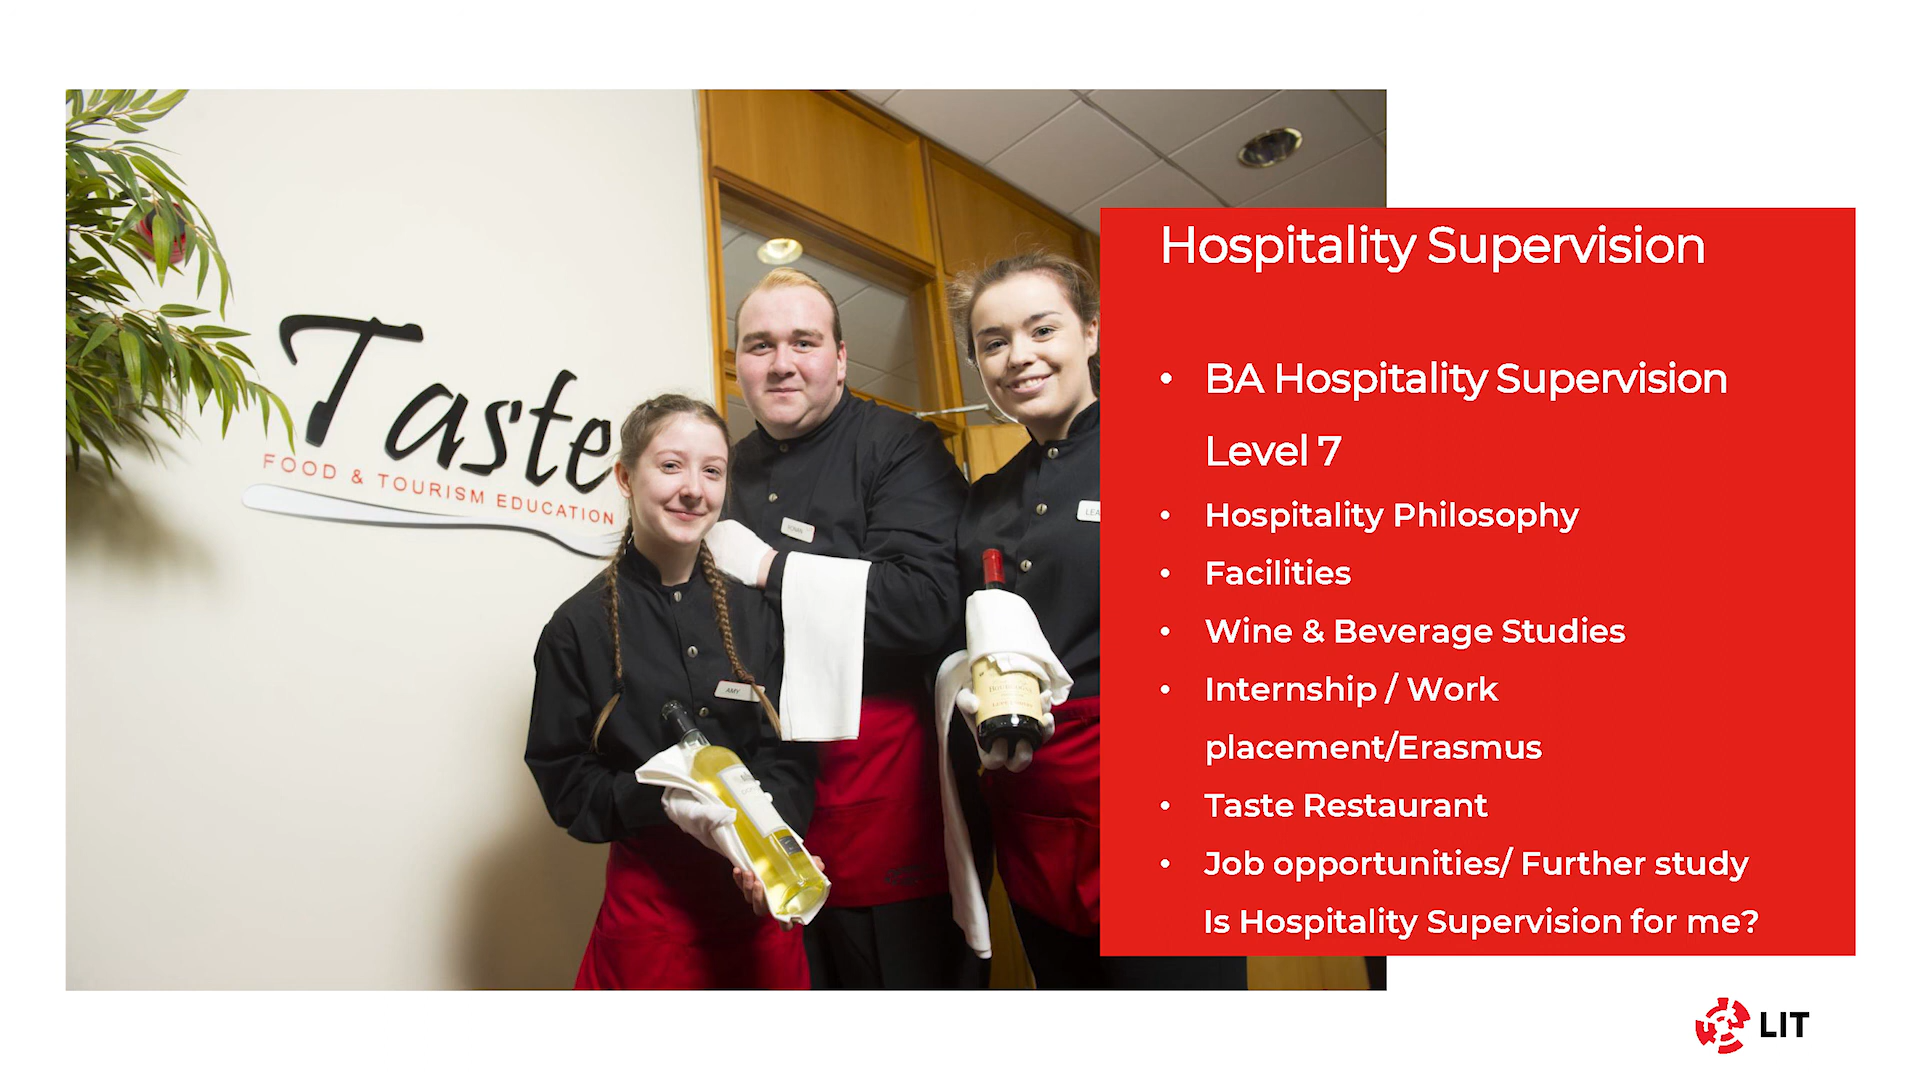 Taste
FOOD & TOURISM EDUCATION
AMY
LEA
Hospitality Supervision
• BA Hospitality Supervision
Level 7
• Hospitality Philosophy
• Facilities
• Wine & Beverage Studies
• Internship / Work
placement/Erasmus
• Taste Restaurant
• Job opportunities/ Further study
Is Hospitality Supervision for me?
LIT